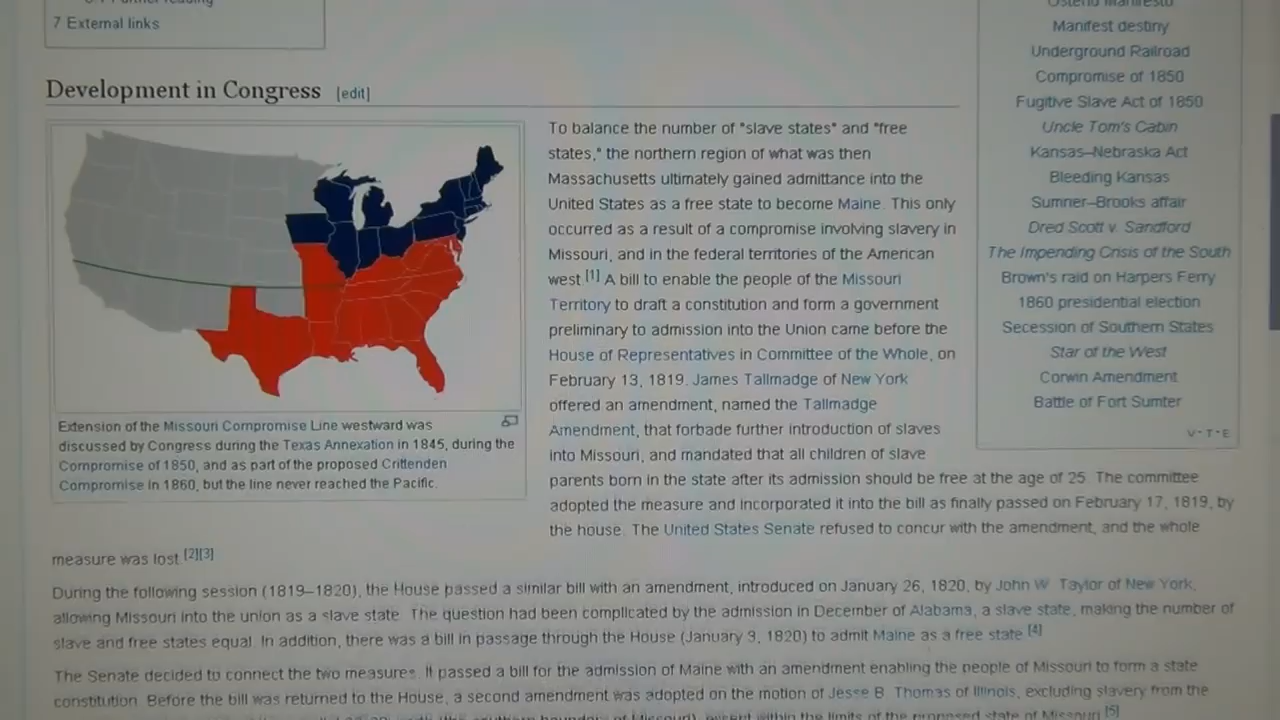 7 External links
Development in Congress [edit]
To balance the number of "slave states" and "free
states," the northern region of what was then
Massachusetts ultimately gained admittance into the
United States as a free state to become Maine. This only
occurred as a result of a compromise involving slavery in
Missouri, and in the federal territories of the American
west.[1] A bill to enable the people of the Missouri
Territory to draft a constitution and form a government
preliminary to admission into the Union came before the
House of Representatives in Committee of the Whole, on
February 13, 1819. James Tallmadge of New York
offered an amendment, named the Tallmadge
Amendment, that forbade further introduction of slaves
into Missouri, and mandated that all children of slave
parents born in the state after its admission should be free at the age of 25. The committee
adopted the measure and incorporated it into the bill as finally passed on February 17, 1819, by
the house. The United States Senate refused to concur with the amendment, and the whole
measure was lost.[2][3]
Extension of the Missouri Compromise Line westward was
discussed by Congress during the Texas Annexation in 1845, during the
Compromise of 1850, and as part of the proposed Crittenden
Compromise in 1860, but the line never reached the Pacific.
During the following session (1819–1820), the House passed a similar bill with an amendment, introduced on January 26, 1820, by John W. Taylor of New York,
allowing Missouri into the union as a slave state. The question had been complicated by the admission in December of Alabama, a slave state, making the number of
slave and free states equal. In addition, there was a bill in passage through the House (January 3, 1820) to admit Maine as a free state.[4]
The Senate decided to connect the two measures. It passed a bill for the admission of Maine with an amendment enabling the people of Missouri to form a state
constitution. Before the bill was returned to the House, a second amendment was adopted on the motion of Jesse B. Thomas of Illinois, excluding slavery from the
(the southern boundary of Missouri), except within the limits of the proposed state of Missouri.[5]
Ostend Manifesto
Manifest destiny
Underground Railroad
Compromise of 1850
Fugitive Slave Act of 1850
Uncle Tom's Cabin
Kansas–Nebraska Act
Bleeding Kansas
Sumner–Brooks affair
Dred Scott v. Sandford
The Impending Crisis of the South
Brown's raid on Harpers Ferry
1860 presidential election
Secession of Southern States
Star of the West
Corwin Amendment
Battle of Fort Sumter
V·T·E